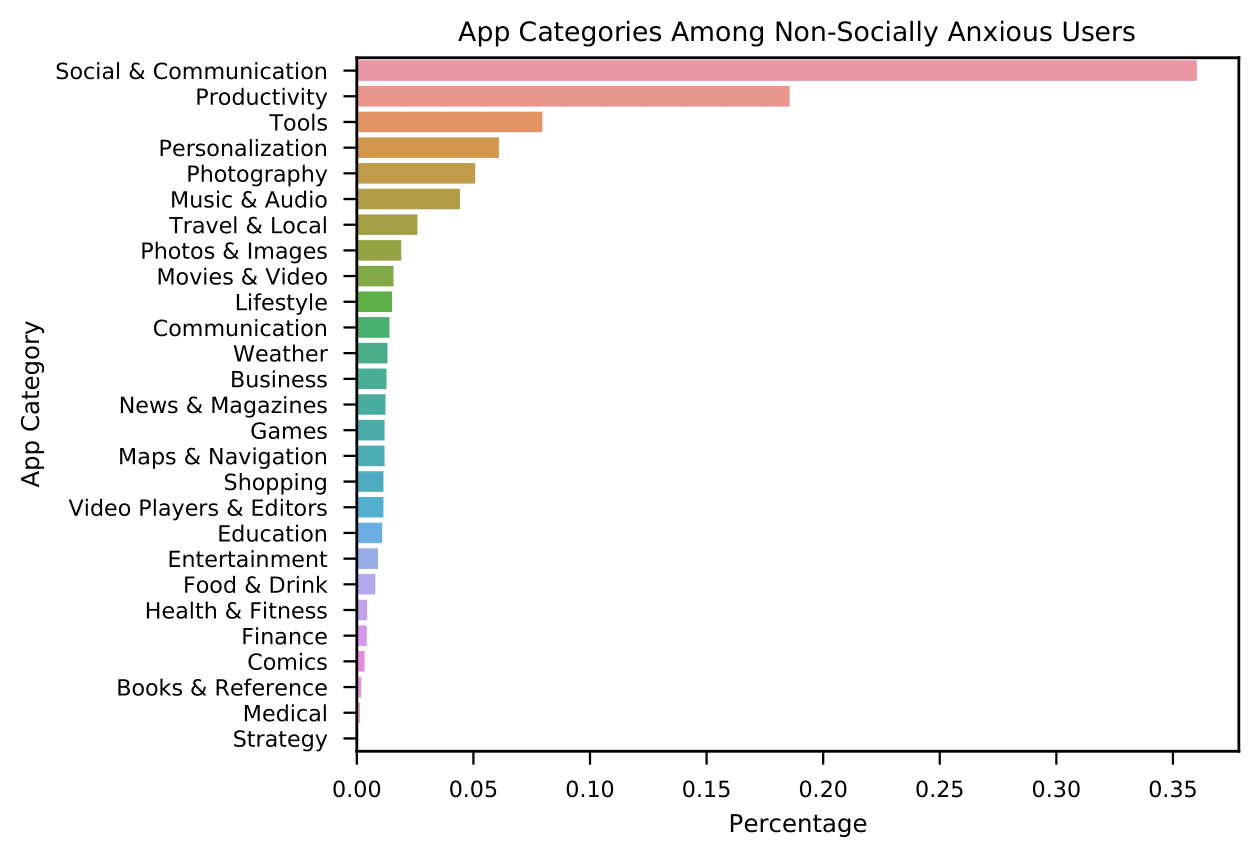 App Categories Among Non-Socially Anxious Users
Social & Communication
Productivity
Tools
Personalization
Photography
Music & Audio
Travel & Local
Photos & Images
Movies & Video
Lifestyle
Communication
Weather
Business
News & Magazines
Games
Maps & Navigation
Shopping
Video Players & Editors
Education
Entertainment
Food & Drink
Health & Fitness
Finance
Comics
Books & Reference
Medical
Strategy
App Category
0.00 0.05 0.10 0.15 0.20 0.25 0.30 0.35
Percentage